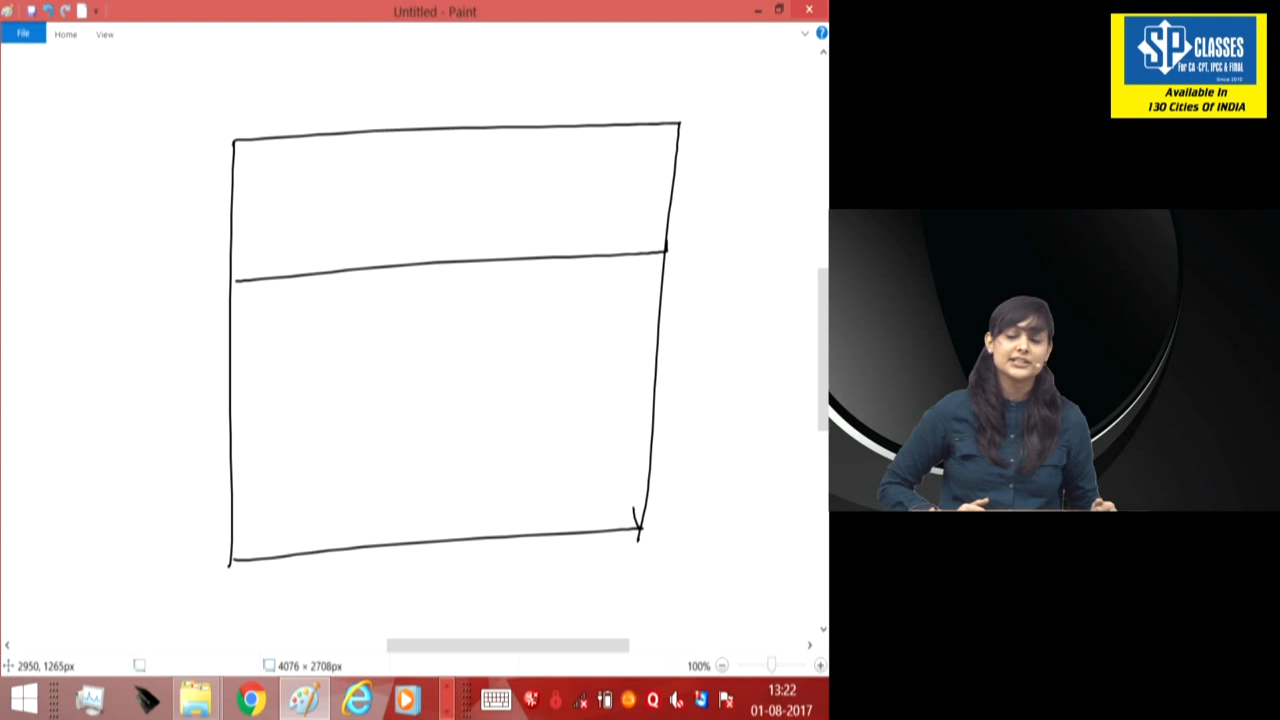 Untitled - Paint
File Home View
SP CLASSES
For CA-CPT, IPCC & FINAL
Since 2010
Available In
130 Cities Of INDIA
2950, 1265px
4076 × 2708px
100%
13:22
01-08-2017